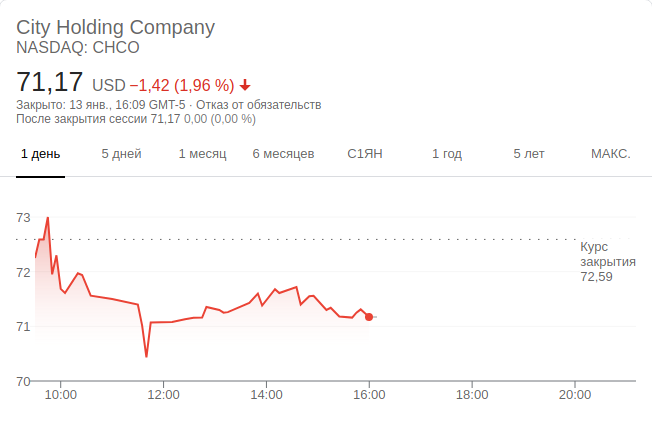 City Holding Company
NASDAQ: CHCO
71,17 USD −1,42 (1,96 %)
Закрыто: 13 янв., 16:09 GMT-5 · Отказ от обязательств
После закрытия сессии 71,17 0,00 (0,00 %)
1 день 5 дней 1 месяц 6 месяцев С1ЯН 1 год 5 лет МАКС.
73
Курс
закрытия
72,59
72
71
70
10:00 12:00 14:00 16:00 18:00 20:00